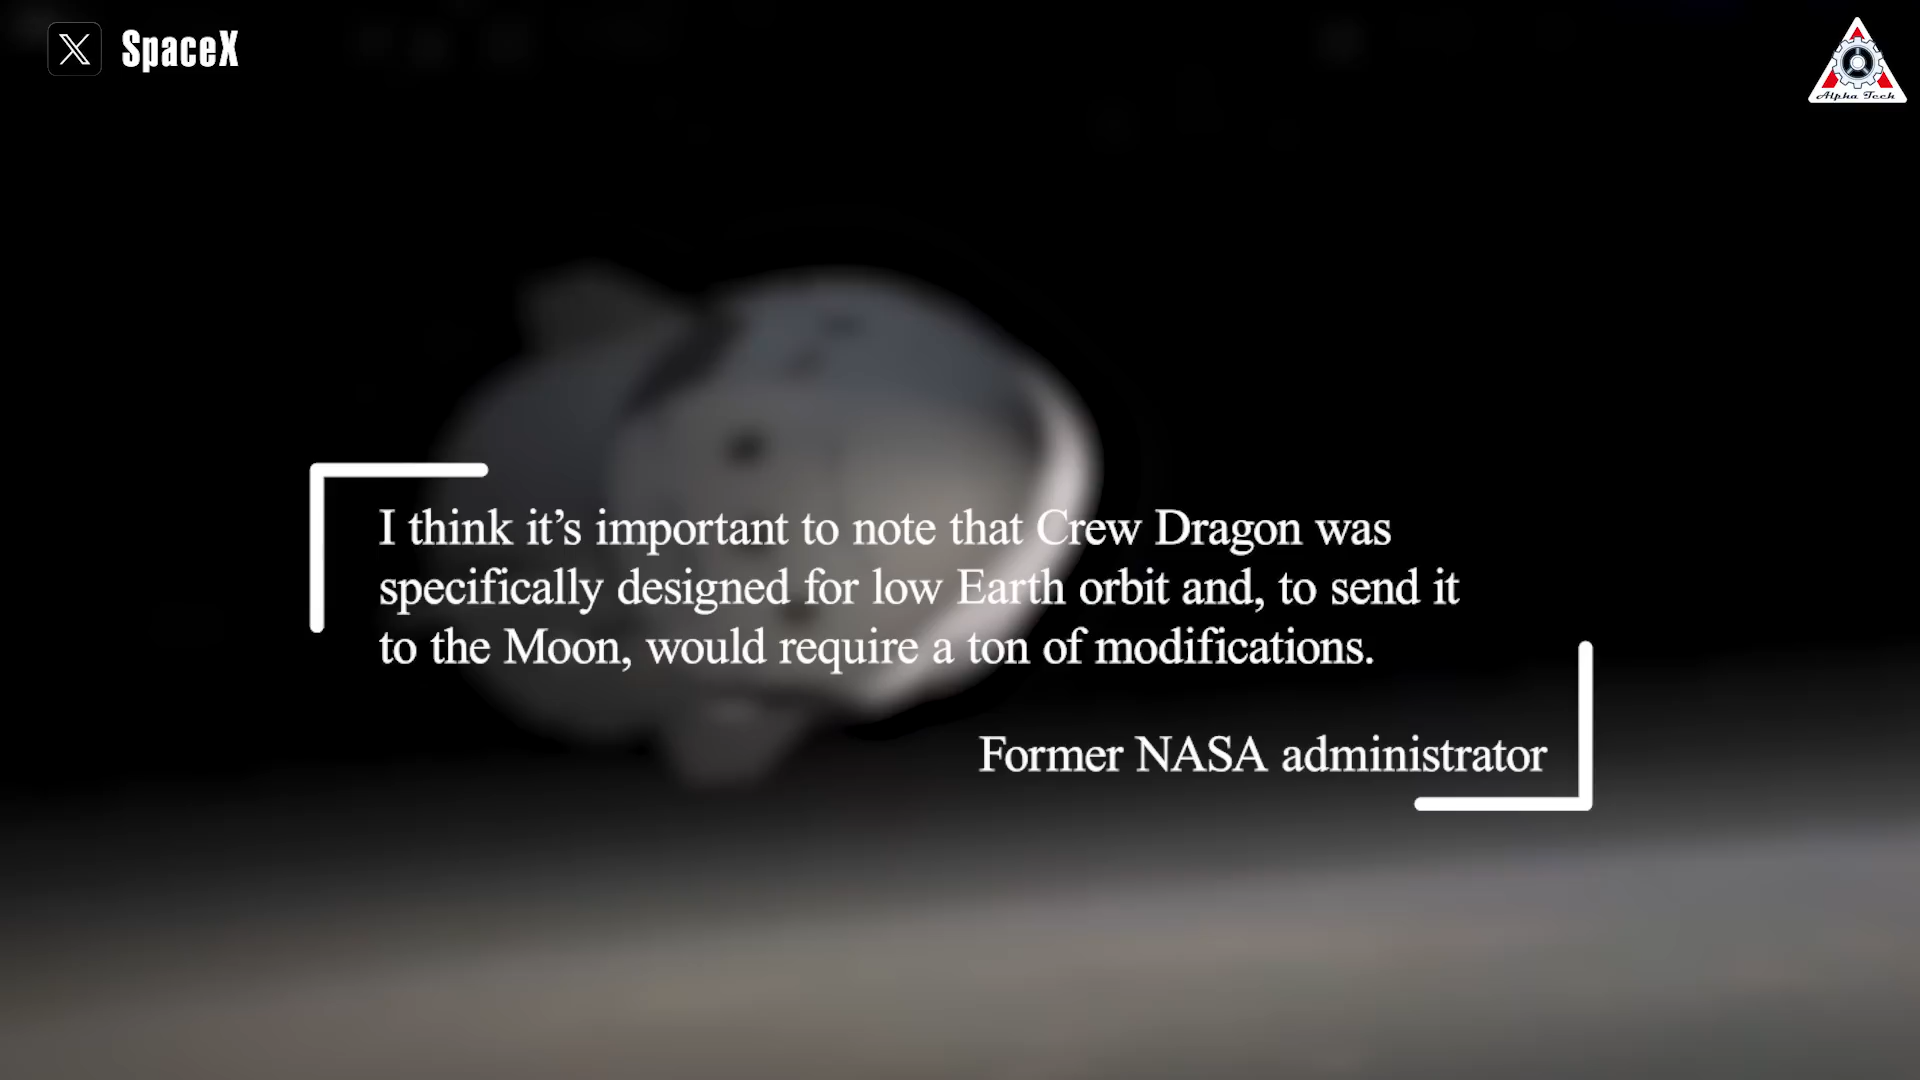 X SpaceX
Alpha Tech
I think it’s important to note that Crew Dragon was
specifically designed for low Earth orbit and, to send it
to the Moon, would require a ton of modifications.
Former NASA administrator